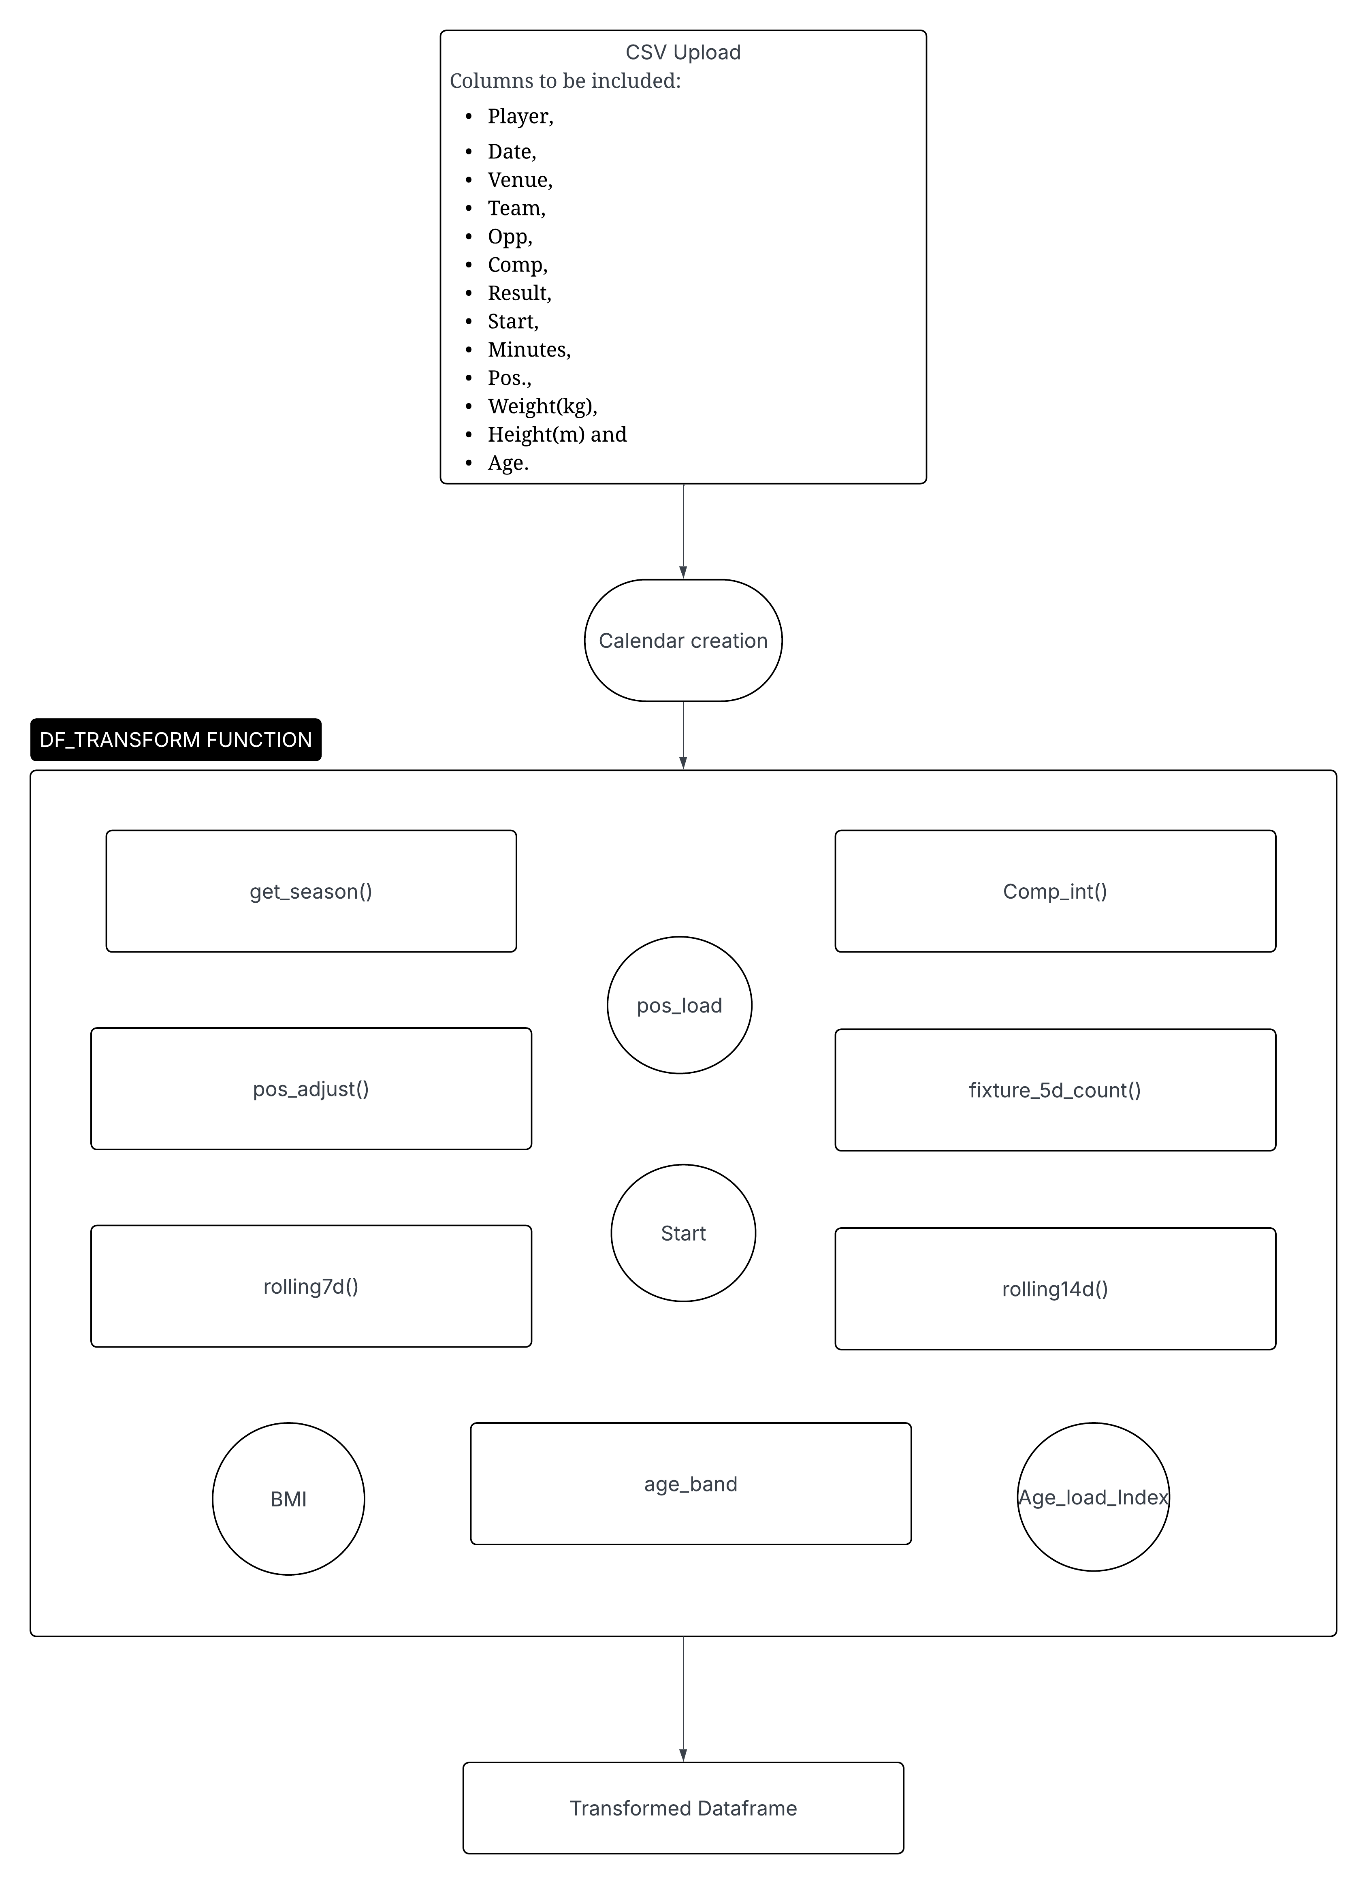 CSV Upload
Columns to be included:
• Player,
• Date,
• Venue,
• Team,
• Opp,
• Comp,
• Result,
• Start,
• Minutes,
• Pos.,
• Weight(kg),
• Height(m) and
• Age.
Calendar creation
DF_TRANSFORM FUNCTION
get_season()
Comp_int()
pos_load
pos_adjust()
fixture_5d_count()
Start
rolling7d()
rolling14d()
BMI
age_band
Age_load_Index
Transformed Dataframe